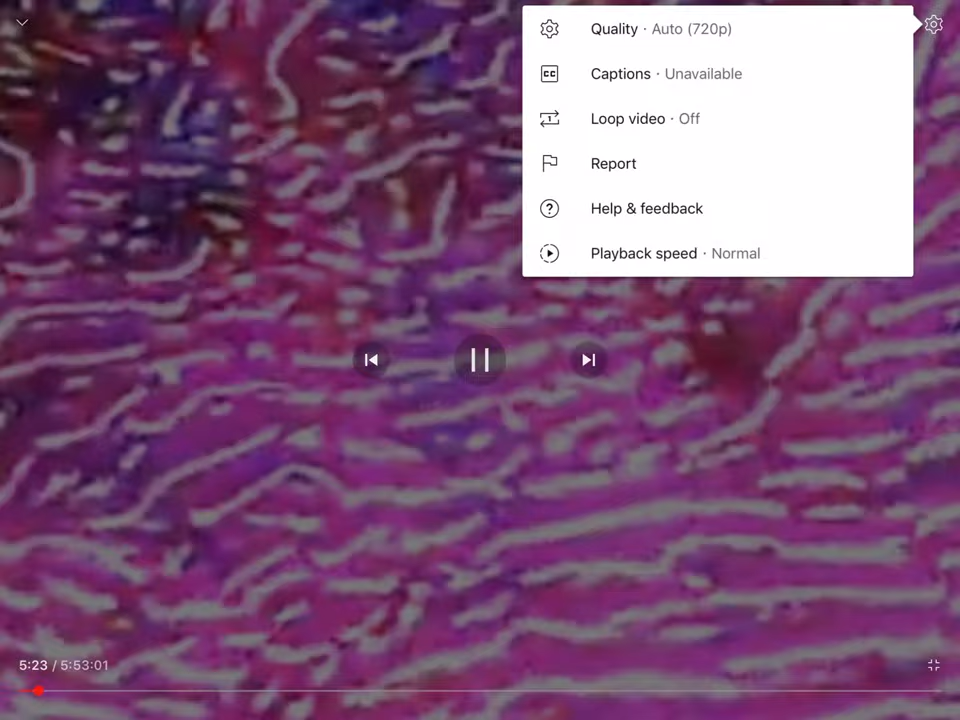 Quality · Auto (720p)
Captions · Unavailable
Loop video · Off
Report
Help & feedback
Playback speed · Normal
5:23 / 5:53:01